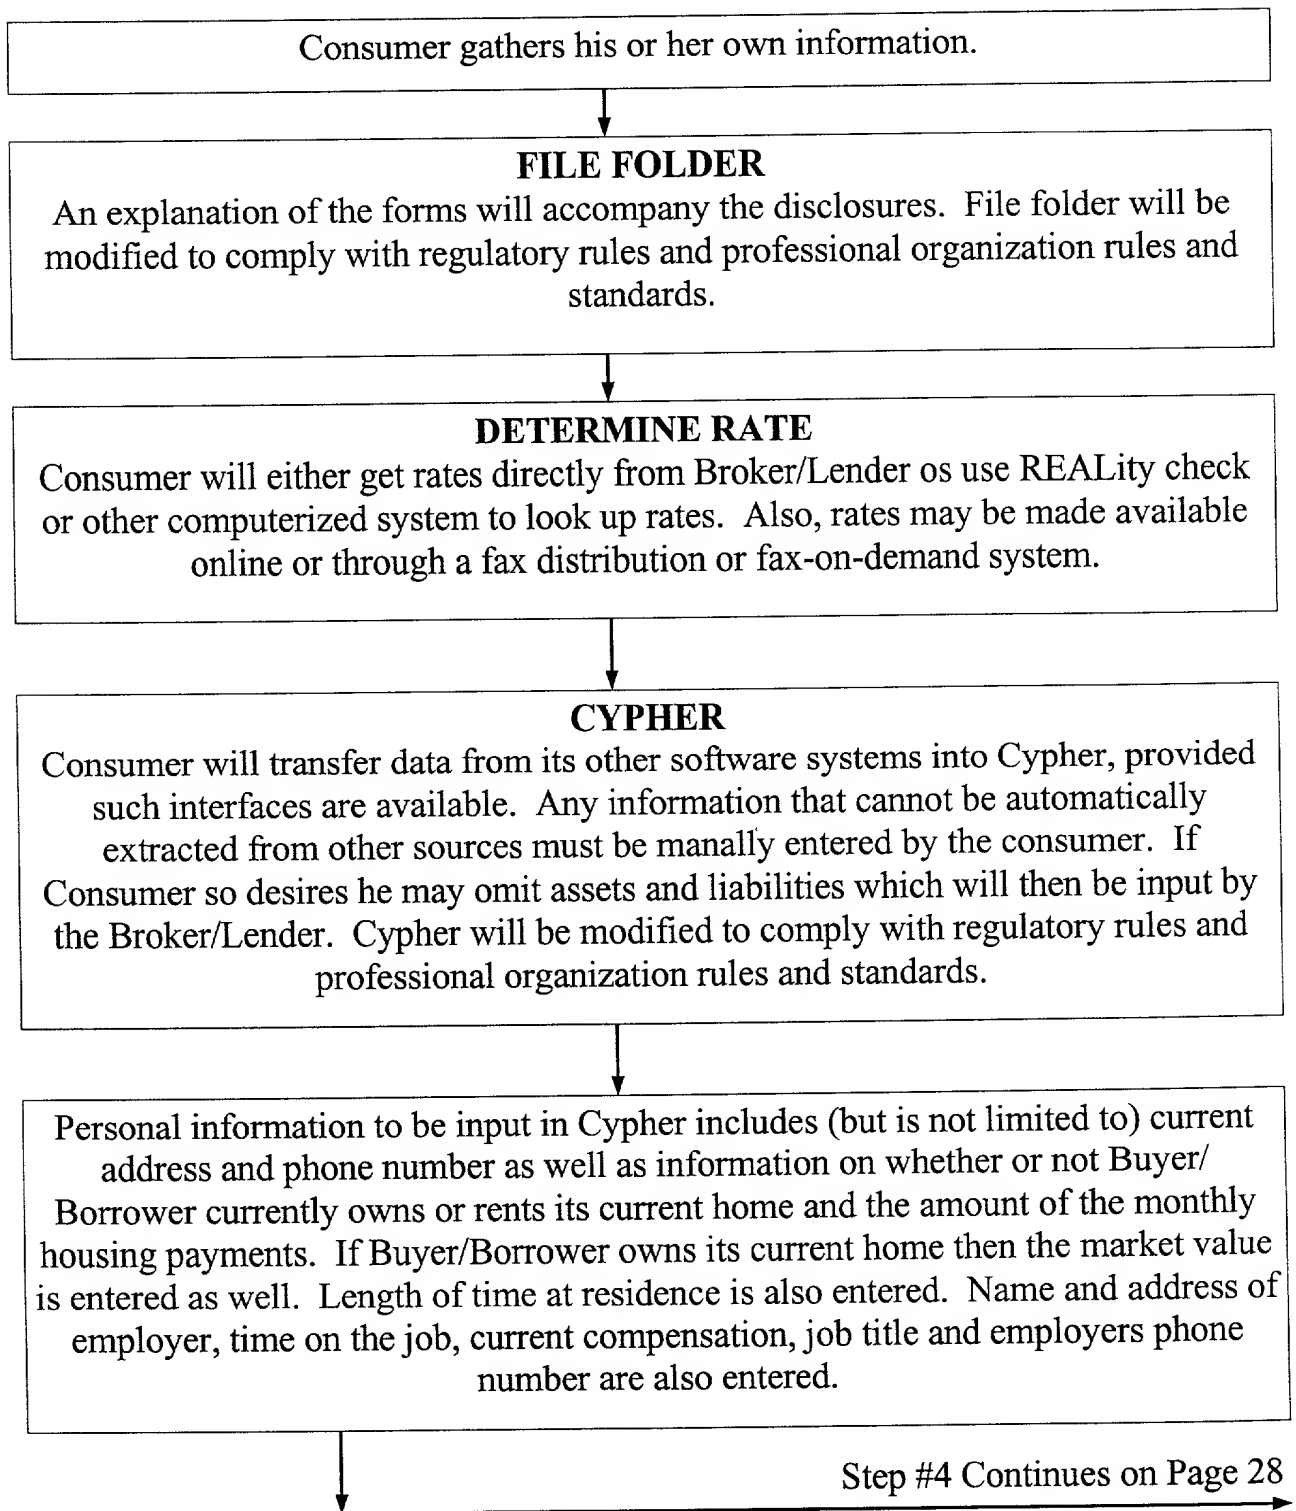 Consumer gathers his or her own information.
FILE FOLDER
An explanation of the forms will accompany the disclosures. File folder will be
modified to comply with regulatory rules and professional organization rules and
standards.
DETERMINE RATE
Consumer will either get rates directly from Broker/Lender os use REALity check
or other computerized system to look up rates. Also, rates may be made available
online or through a fax distribution or fax-on-demand system.
CYPHER
Consumer will transfer data from its other software systems into Cypher, provided
such interfaces are available. Any information that cannot be automatically
extracted from other sources must be manally entered by the consumer. If
Consumer so desires he may omit assets and liabilities which will then be input by
the Broker/Lender. Cypher will be modified to comply with regulatory rules and
professional organization rules and standards.
Personal information to be input in Cypher includes (but is not limited to) current
address and phone number as well as information on whether or not Buyer/
Borrower currently owns or rents its current home and the amount of the monthly
housing payments. If Buyer/Borrower owns its current home then the market value
is entered as well. Length of time at residence is also entered. Name and address of
employer, time on the job, current compensation, job title and employers phone
number are also entered.
Step #4 Continues on Page 28